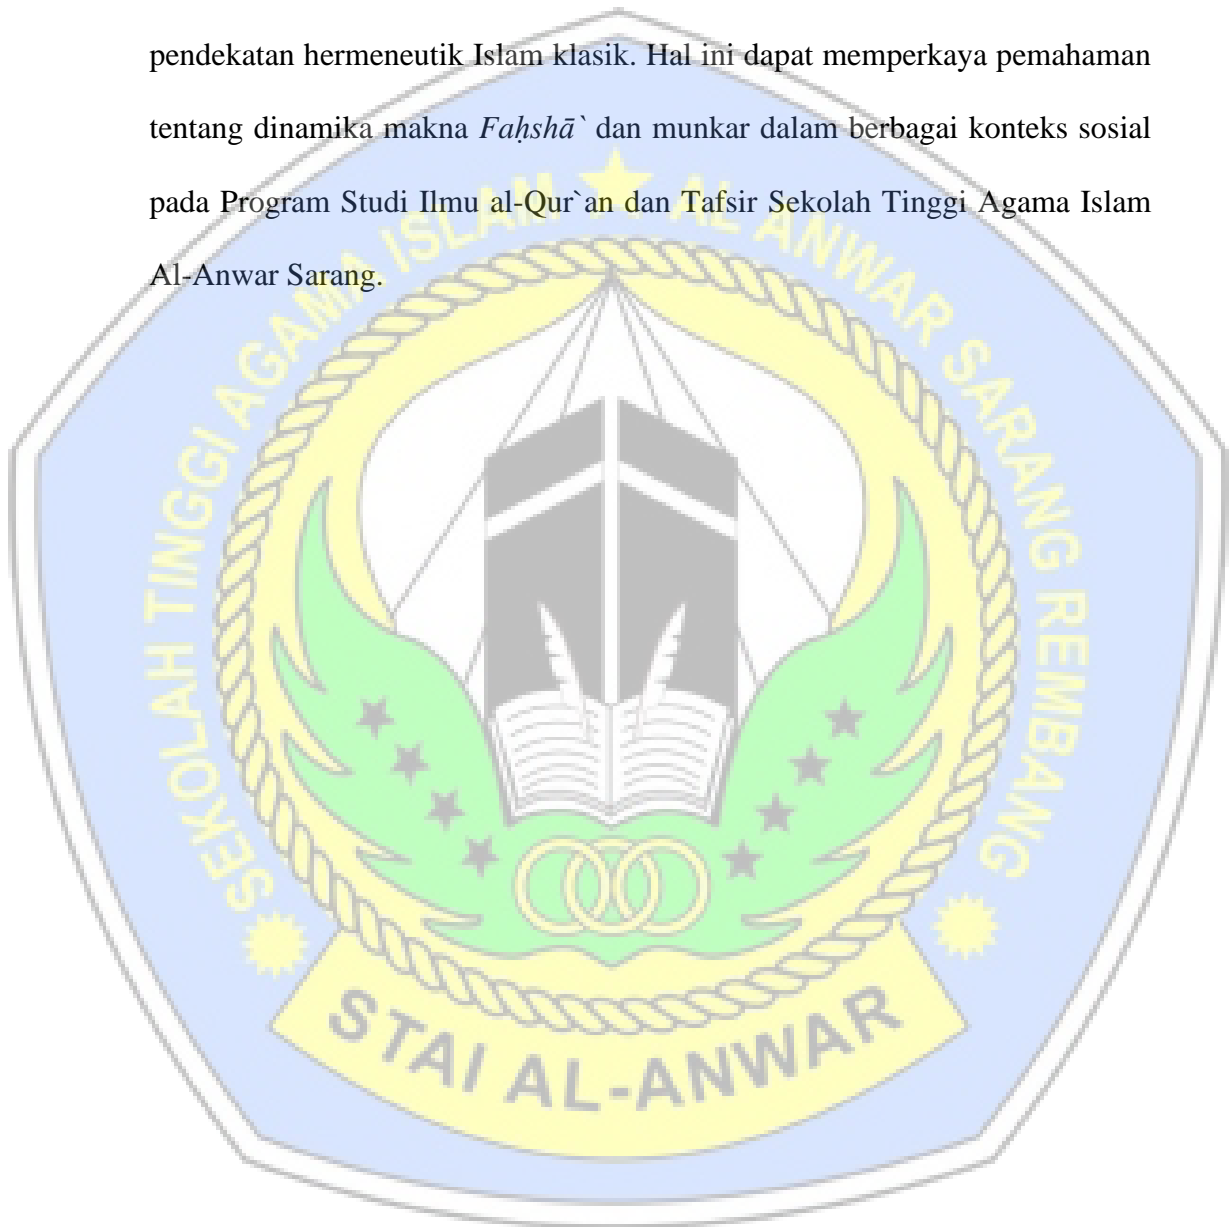 pendekatan hermeneutik Islam klasik. Hal ini dapat memperkaya pemahaman
tentang dinamika makna Faḥshā` dan munkar dalam berbagai konteks sosial
pada Program Studi Ilmu al-Qur`an dan Tafsir Sekolah Tinggi Agama Islam
Al-Anwar Sarang.
SEKOLAH TINGGI AGAMA ISLAM ★ AL ANWAR SARANG REMBANG
STAI AL-ANWAR